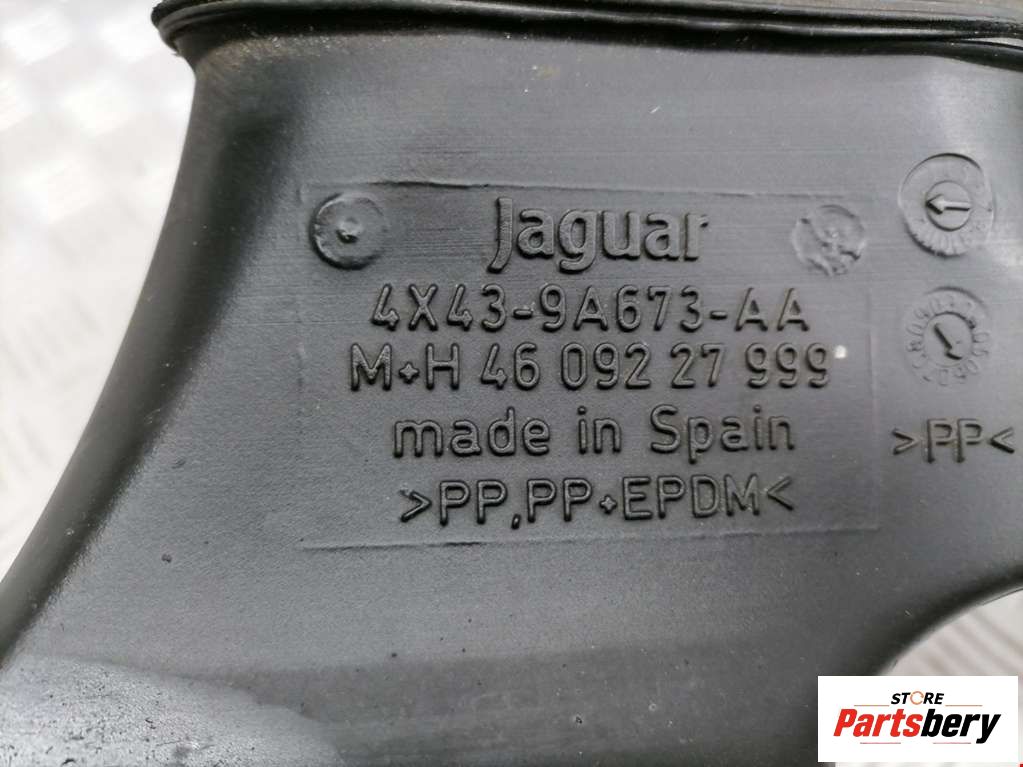 Jaguar
4X43-9A673-AA
M+H 46 092 27 999
made in Spain
>PP,PP+EPDM<
>PP<
STORE
Partsbery